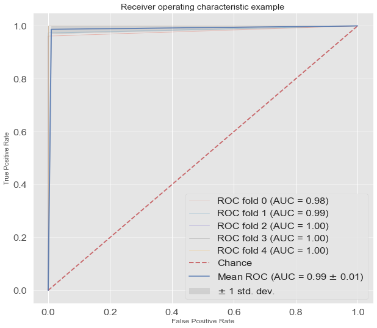 Receiver operating characteristic example
True Positive Rate
1.0
0.8
0.6
0.4
0.2
0.0
ROC fold 0 (AUC = 0.98)
ROC fold 1 (AUC = 0.99)
ROC fold 2 (AUC = 1.00)
ROC fold 3 (AUC = 1.00)
ROC fold 4 (AUC = 1.00)
Chance
Mean ROC (AUC = 0.99 ± 0.01)
± 1 std. dev.
0.0 0.2 0.4 0.6 0.8 1.0
False Positive Rate